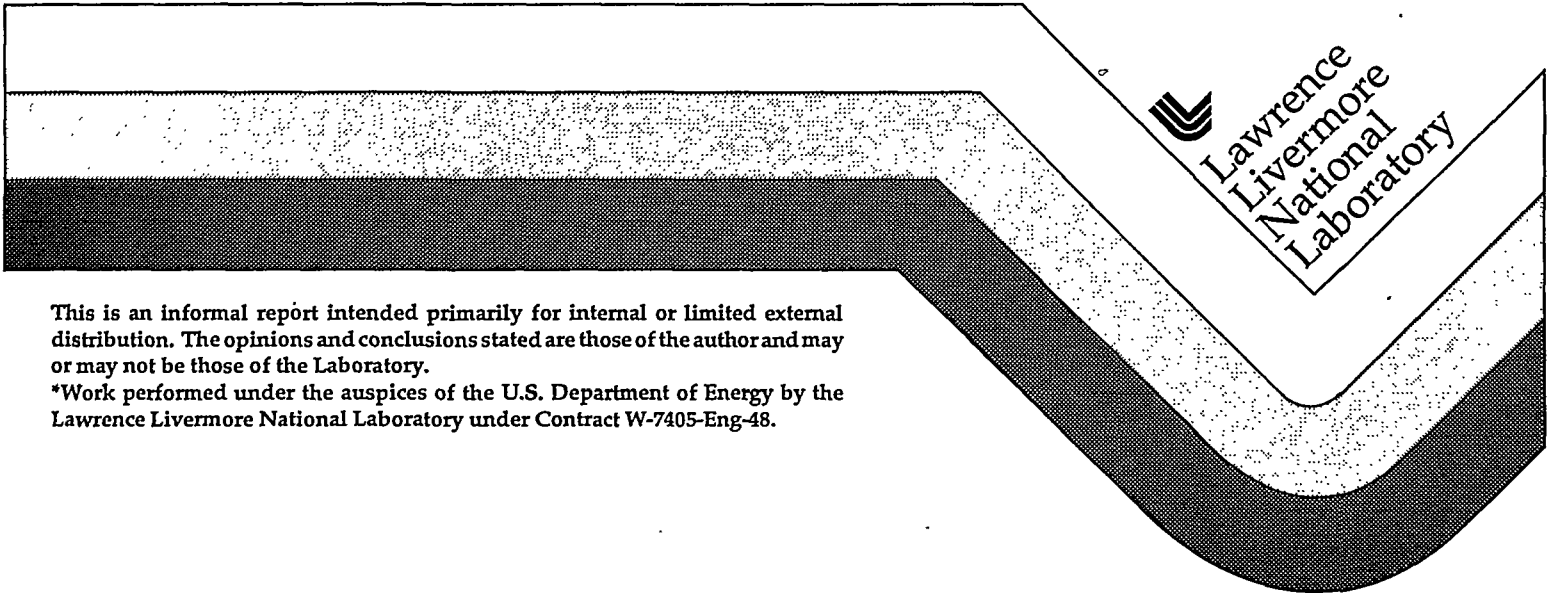 Lawrence
Livermore
National
Laboratory
This is an informal report intended primarily for internal or limited external
distribution. The opinions and conclusions stated are those of the author and may
or may not be those of the Laboratory.
*Work performed under the auspices of the U.S. Department of Energy by the
Lawrence Livermore National Laboratory under Contract W-7405-Eng-48.